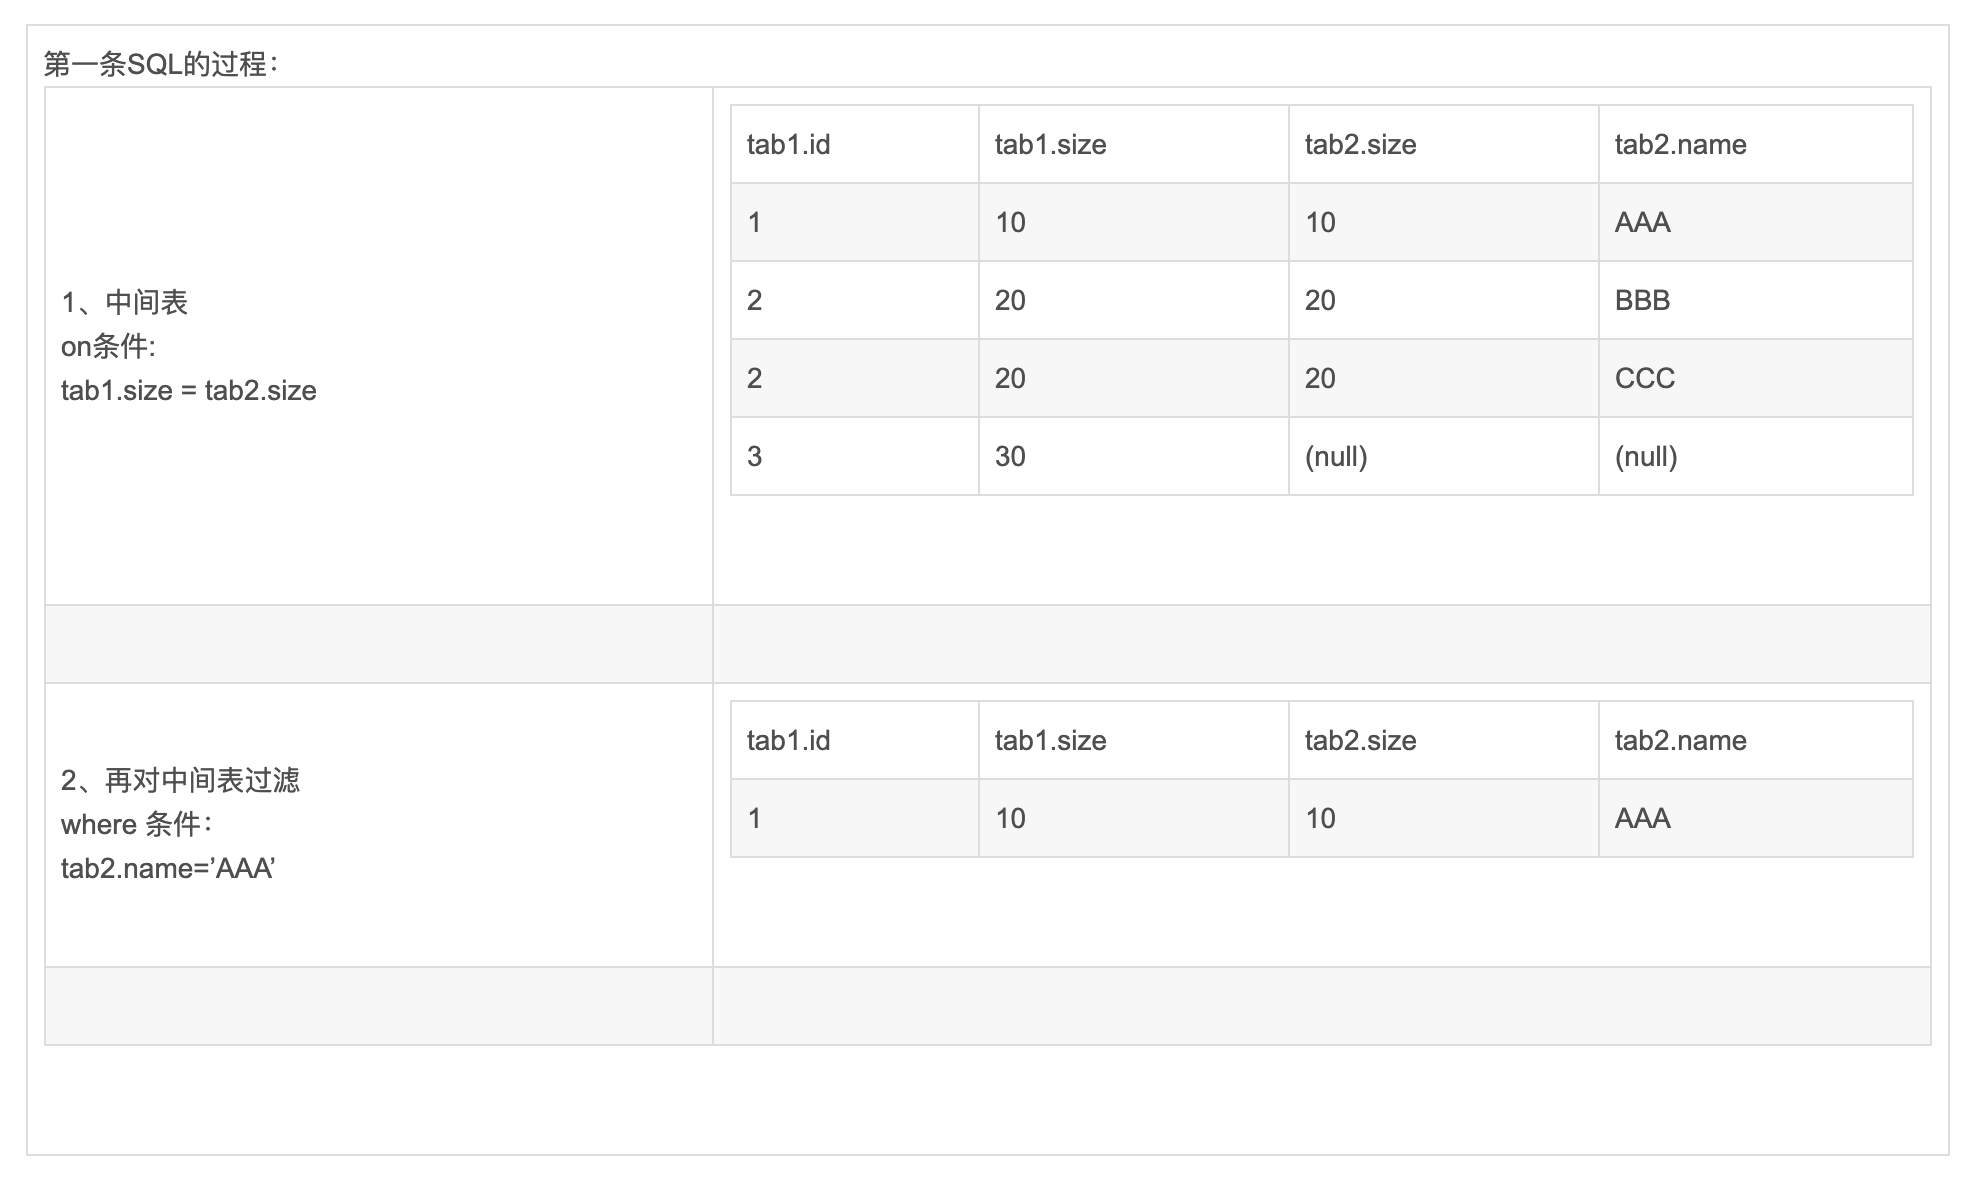 第一条SQL的过程：
1、中间表
on条件:
tab1.size = tab2.size
tab1.id tab1.size tab2.size tab2.name
1 10 10 AAA
2 20 20 BBB
2 20 20 CCC
3 30 (null) (null)
2、再对中间表过滤
where 条件：
tab2.name=’AAA’
tab1.id tab1.size tab2.size tab2.name
1 10 10 AAA